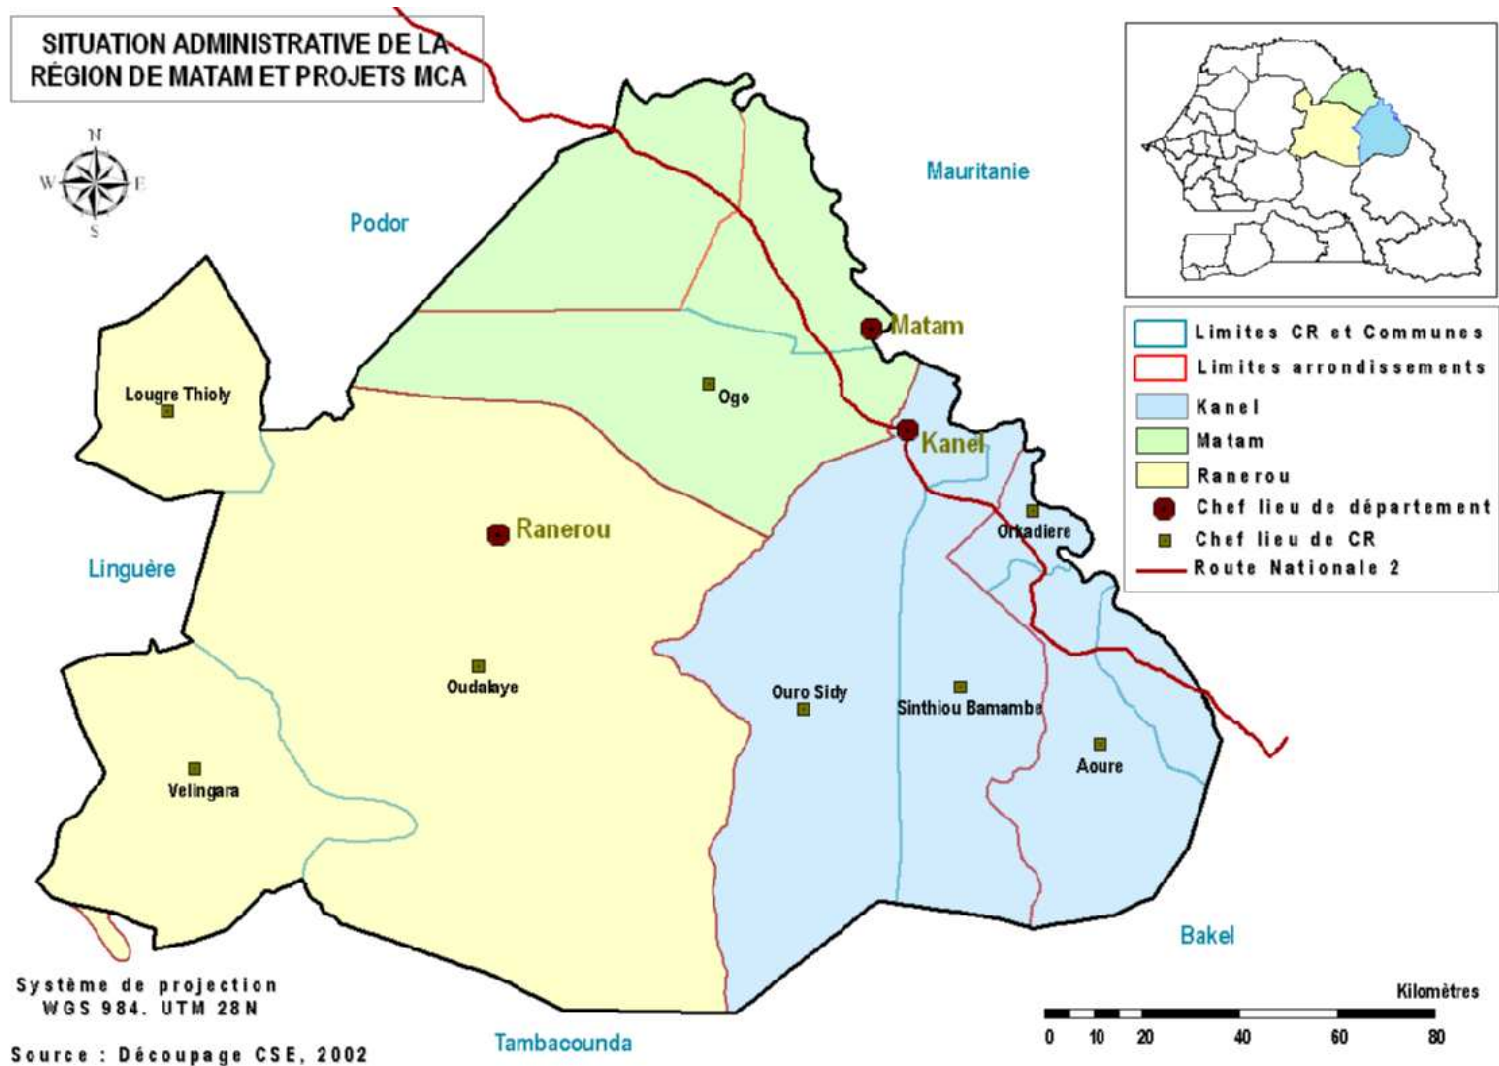 SITUATION ADMINISTRATIVE DE LA
RÉGION DE MATAM ET PROJETS MCA
N
W E
S
Mauritanie
Podor
Matam
Lougre Thioly
Ogo
Kanel
Ranerou
Orkadiere
Linguère
Oudalaye
Ouro Sidy
Sinthiou Bamambe
Velingara
Aoure
Bakel
Tambacounda
Limites CR et Communes
Limites arrondissements
Kanel
Matam
Ranerou
Chef lieu de département
Chef lieu de CR
Route Nationale 2
Système de projection
WGS 984. UTM 28N
Source : Découpage CSE, 2002
Kilomètres
0 10 20 40 60 80